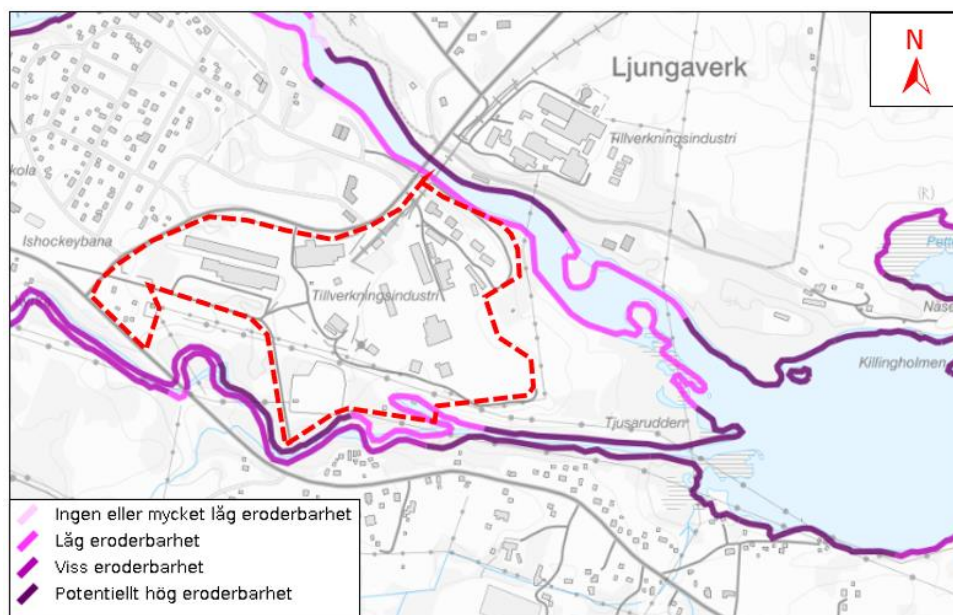 N
Ljungaverk
Tillverkningsindustri
(R)
kola
Ishockeybana
Tillverkningsindustri
Killingholmen
Tjusarudden
Ingen eller mycket låg eroderbarhet
Låg eroderbarhet
Viss eroderbarhet
Potentiellt hög eroderbarhet